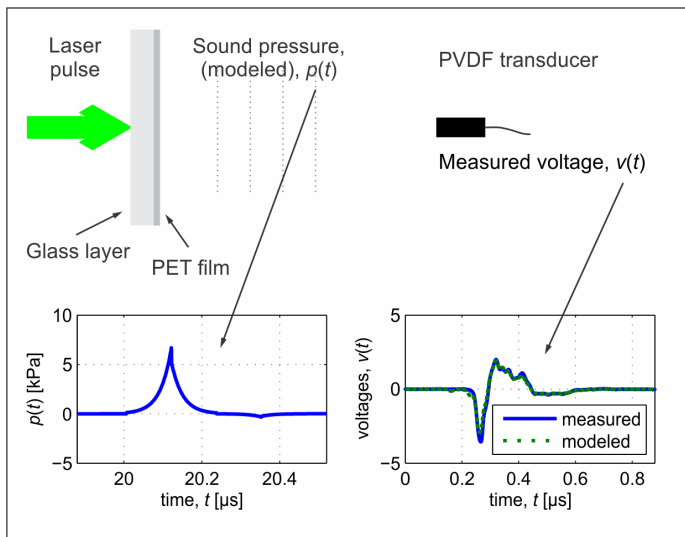 Laser
pulse
Sound pressure,
(modeled), p(t)
PVDF transducer
Measured voltage, v(t)
Glass layer
PET film
10
5
0
−5
p(t) [kPa]
20
20.2
20.4
time, t [μs]
5
0
−5
voltages, v(t)
measured
modeled
0
0.2
0.4
0.6
0.8
time, t [μs]